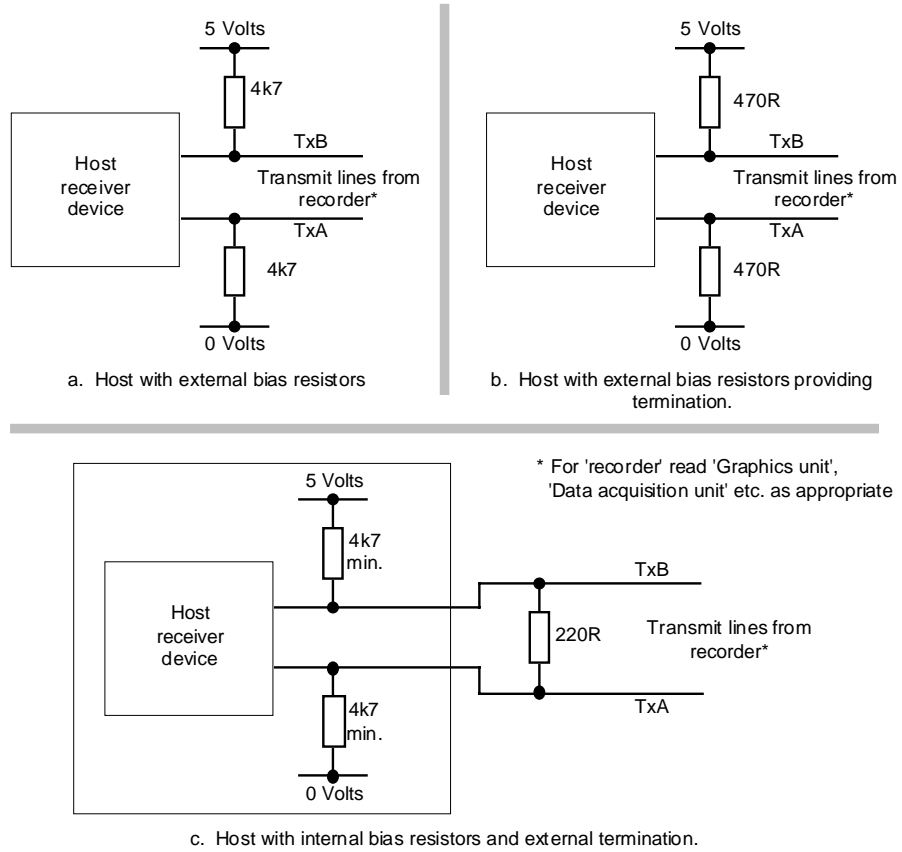 5 Volts
4k7
TxB
Host
receiver
device
Transmit lines from
recorder*
TxA
4k7
0 Volts
a. Host with external bias resistors
5 Volts
470R
TxB
Host
receiver
device
Transmit lines from
recorder*
TxA
470R
0 Volts
b. Host with external bias resistors providing
termination.
* For 'recorder' read 'Graphics unit',
'Data acquisition unit' etc. as appropriate
5 Volts
4k7
min.
TxB
Host
receiver
device
220R
Transmit lines from
recorder*
TxA
4k7
min.
0 Volts
c. Host with internal bias resistors and external termination.